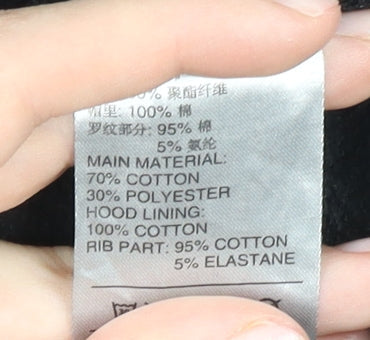 聚酯纤维
帽里: 100% 棉
罗纹部分: 95% 棉
5% 氨纶
MAIN MATERIAL:
70% COTTON
30% POLYESTER
HOOD LINING:
100% COTTON
RIB PART: 95% COTTON
5% ELASTANE